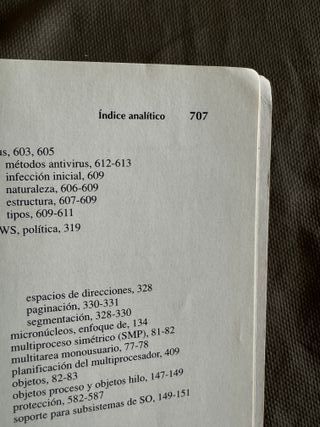 Índice analítico 707
603, 605
métodos antivirus, 612-613
infección inicial, 609
naturaleza, 606-609
estructura, 607-609
tipos, 609-611
WS, política, 319
espacios de direcciones, 328
paginación, 330-331
segmentación, 328-330
micronúcleos, enfoque de, 134
multiproceso simétrico (SMP), 81-82
multitarea monousuario, 77-78
planificación del multiprocesador, 409
objetos, 82-83
objetos proceso y objetos hilo, 147-149
protección, 582-587
soporte para subsistemas de SO, 149-151